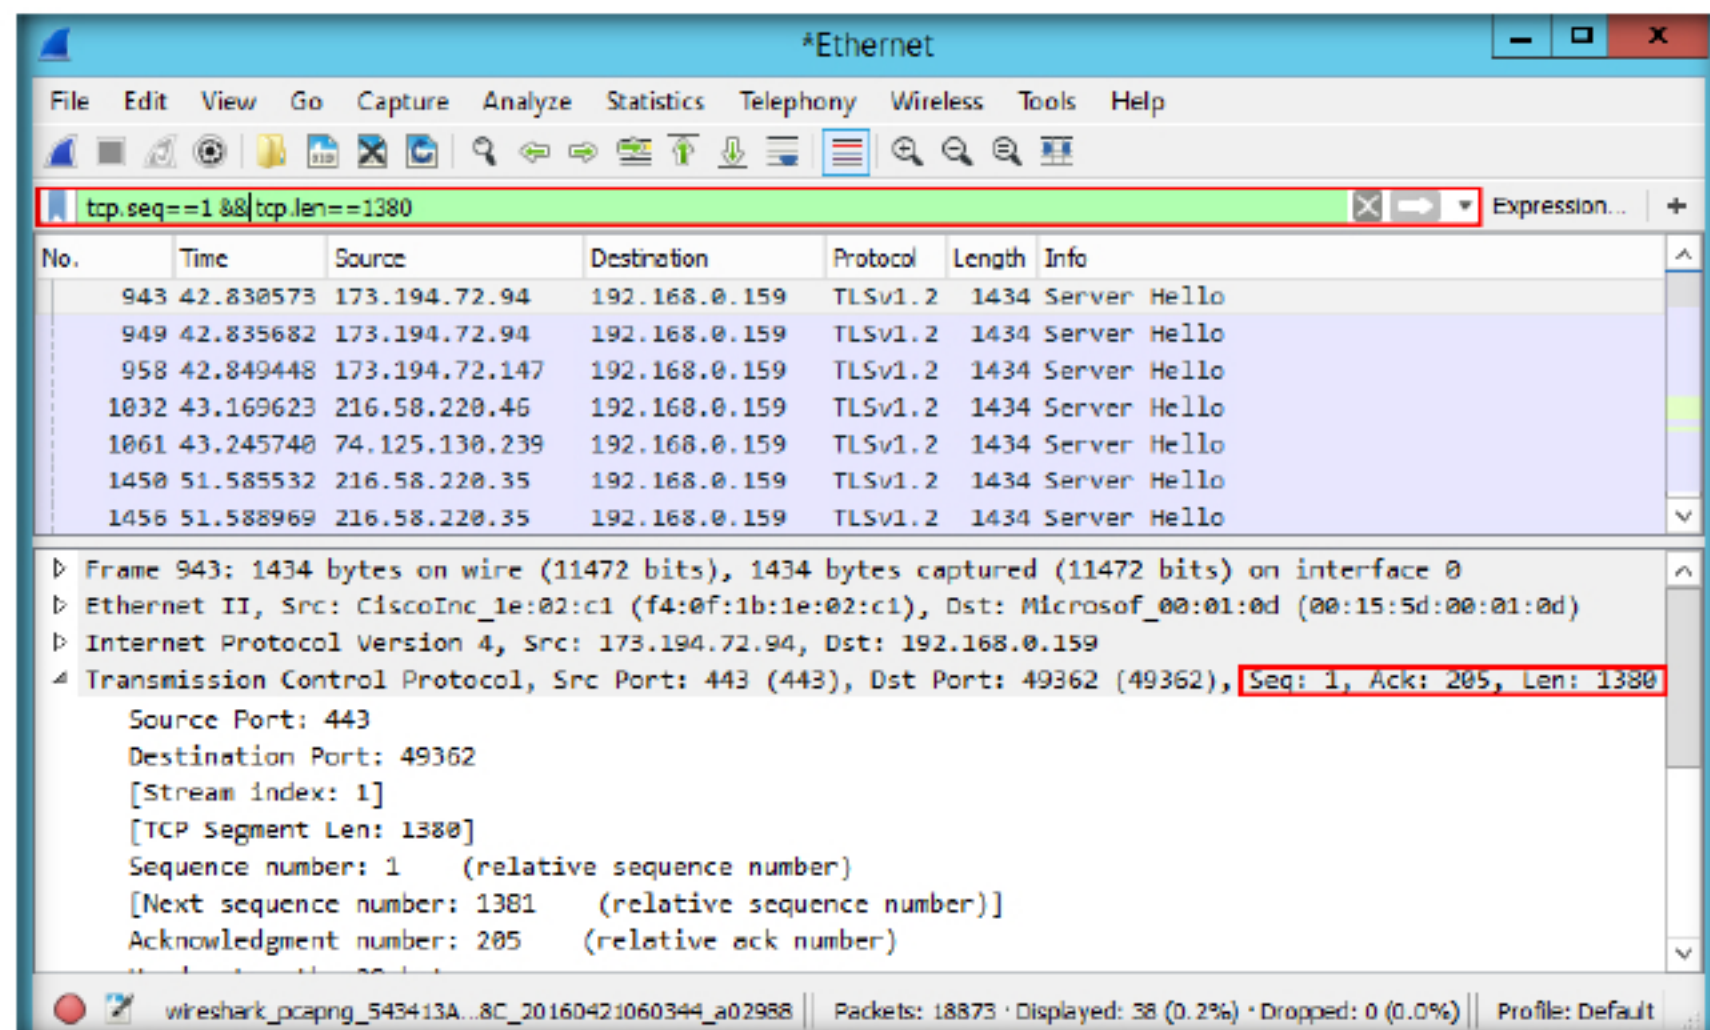 *Ethernet
File Edit View Go Capture Analyze Statistics Telephony Wireless Tools Help
tcp.seq==1 && tcp.len==1380 Expression... +
No. Time Source Destination Protocol Length Info
943 42.830573 173.194.72.94 192.168.0.159 TLSv1.2 1434 Server Hello
949 42.835682 173.194.72.94 192.168.0.159 TLSv1.2 1434 Server Hello
958 42.849448 173.194.72.147 192.168.0.159 TLSv1.2 1434 Server Hello
1032 43.169623 216.58.220.46 192.168.0.159 TLSv1.2 1434 Server Hello
1061 43.245740 74.125.130.239 192.168.0.159 TLSv1.2 1434 Server Hello
1450 51.585532 216.58.220.35 192.168.0.159 TLSv1.2 1434 Server Hello
1456 51.588969 216.58.220.35 192.168.0.159 TLSv1.2 1434 Server Hello
Frame 943: 1434 bytes on wire (11472 bits), 1434 bytes captured (11472 bits) on interface 0
Ethernet II, Src: CiscoInc_1e:02:c1 (f4:0f:1b:1e:02:c1), Dst: Microsof_00:01:0d (00:15:5d:00:01:0d)
Internet Protocol Version 4, Src: 173.194.72.94, Dst: 192.168.0.159
Transmission Control Protocol, Src Port: 443 (443), Dst Port: 49362 (49362), Seq: 1, Ack: 205, Len: 1380
Source Port: 443
Destination Port: 49362
[Stream index: 1]
[TCP Segment Len: 1380]
Sequence number: 1 (relative sequence number)
[Next sequence number: 1381 (relative sequence number)]
Acknowledgment number: 205 (relative ack number)
wireshark_pcapng_543413A...8C_20160421060344_a02988 Packets: 18873 · Displayed: 38 (0.2%) · Dropped: 0 (0.0%) Profile: Default